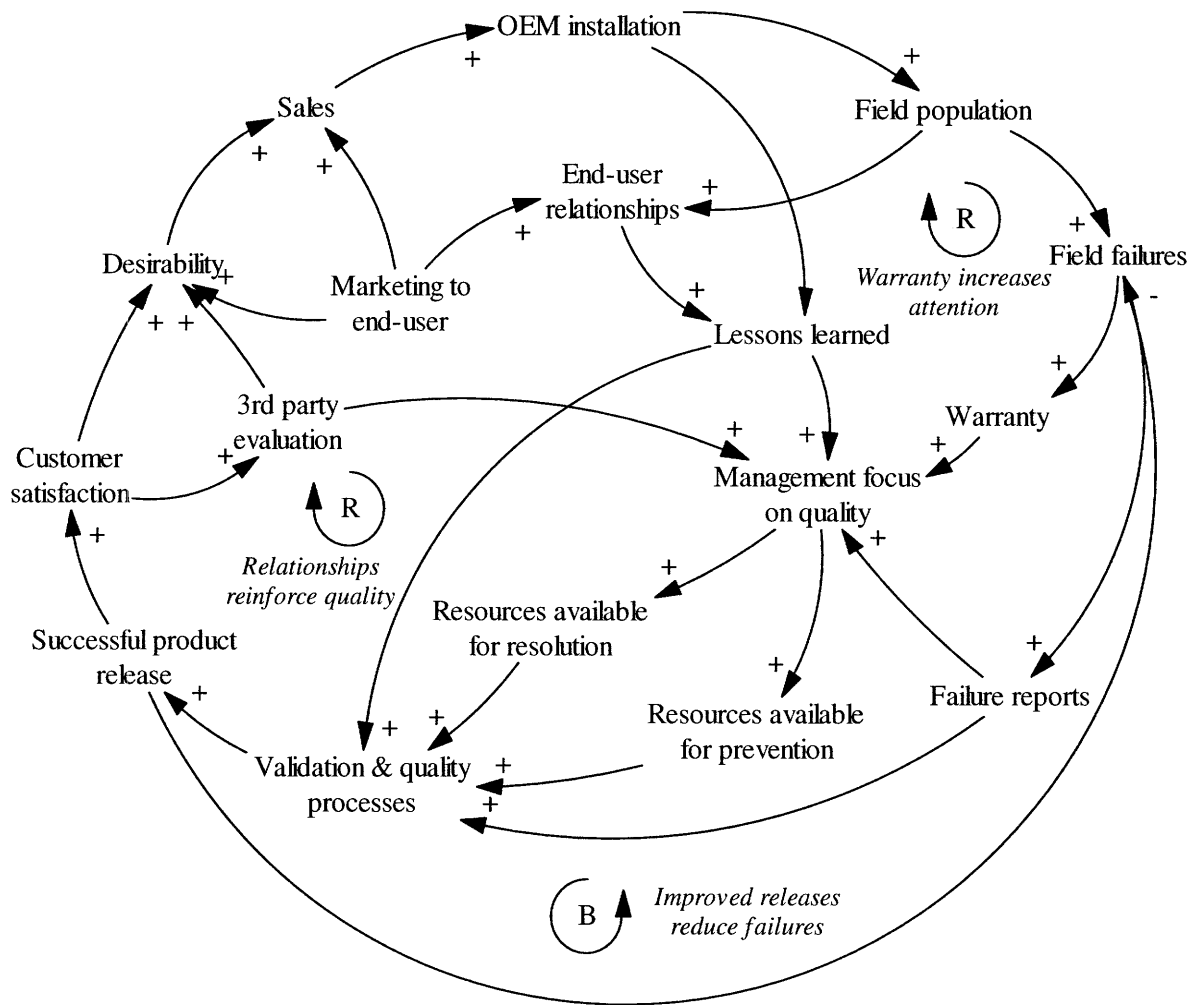 OEM installation
+
+
Sales
Field population
+
+
End-user
relationships
+
+
R
+
Field failures
Desirability
+
Marketing to
end-user
Warranty increases
attention
-
+
+ +
Lessons learned
+
3rd party
evaluation
Warranty
+
+
+
Customer
satisfaction
+
Management focus
on quality
R
+
+
Relationships
reinforce quality
+
Resources available
for resolution
Successful product
release
+
+
Failure reports
+
Resources available
for prevention
+
+
Validation & quality
processes
+
+
B
Improved releases
reduce failures